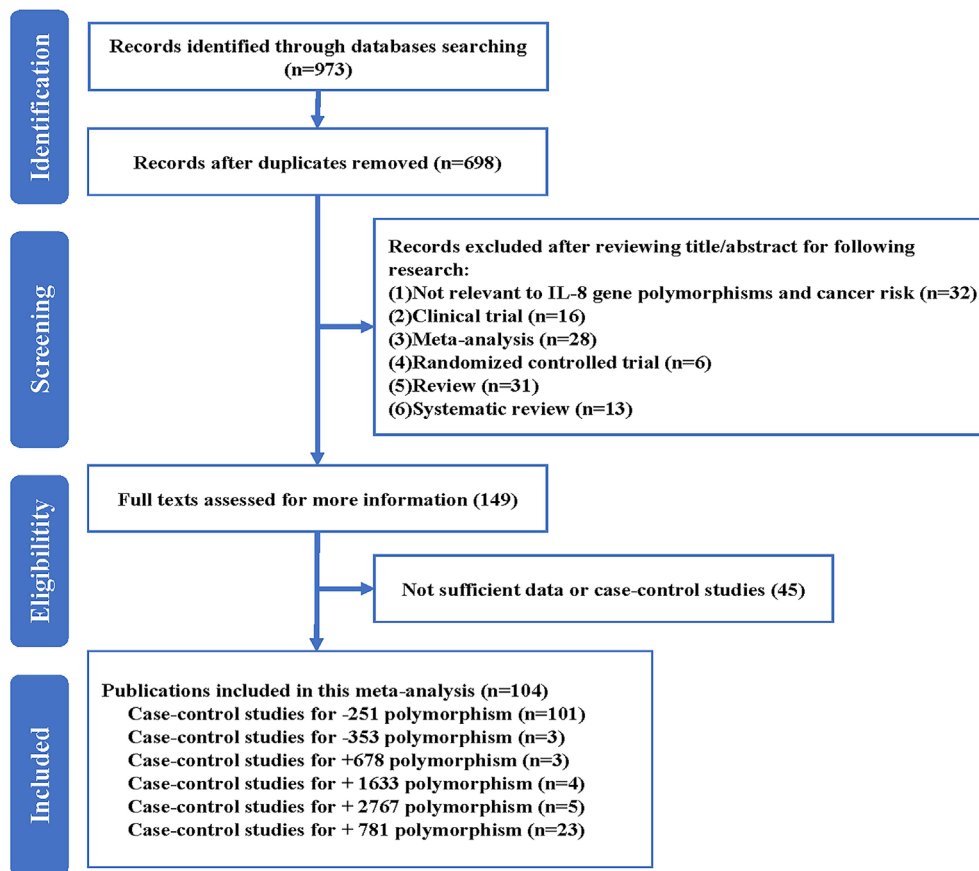 Identification
Records identified through databases searching
(n=973)
Records after duplicates removed (n=698)
Screening
Records excluded after reviewing title/abstract for following
research:
(1)Not relevant to IL-8 gene polymorphisms and cancer risk (n=32)
(2)Clinical trial (n=16)
(3)Meta-analysis (n=28)
(4)Randomized controlled trial (n=6)
(5)Review (n=31)
(6)Systematic review (n=13)
Eligibilitity
Full texts assessed for more information (149)
Not sufficient data or case-control studies (45)
Included
Publications included in this meta-analysis (n=104)
Case-control studies for -251 polymorphism (n=101)
Case-control studies for -353 polymorphism (n=3)
Case-control studies for +678 polymorphism (n=3)
Case-control studies for + 1633 polymorphism (n=4)
Case-control studies for + 2767 polymorphism (n=5)
Case-control studies for + 781 polymorphism (n=23)